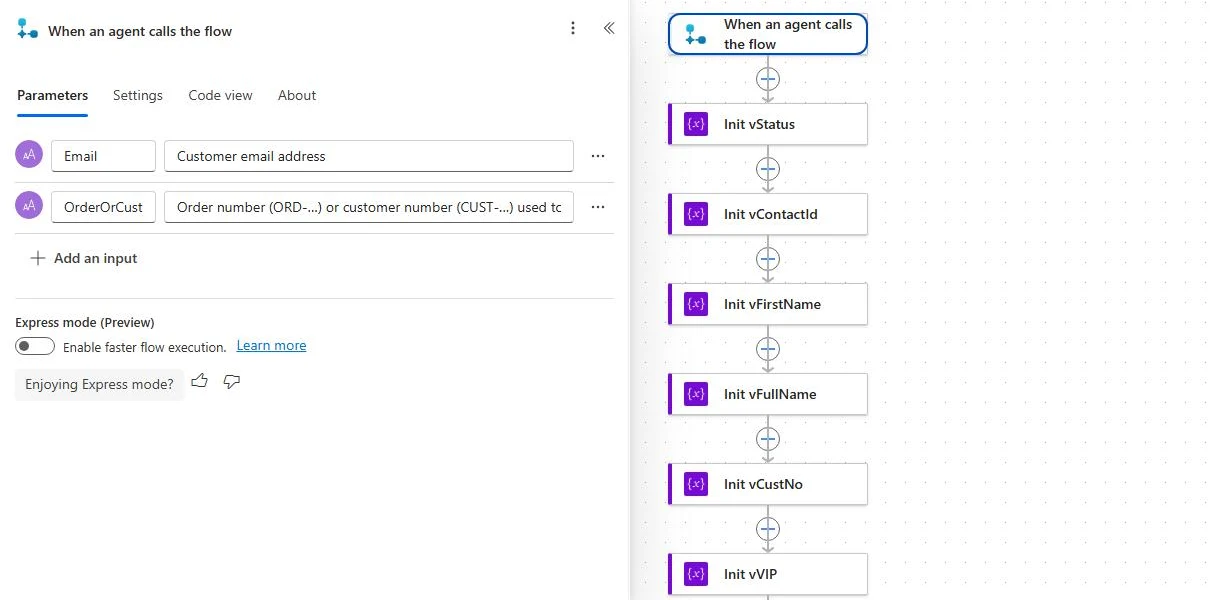 When an agent calls the flow
Parameters
Settings
Code view
About
AA
Email
Customer email address
AA
OrderOrCust
Order number (ORD-...) or customer number (CUST-...) used tc
Add an input
Express mode (Preview)
Enable faster flow execution.
Learn more
Enjoying Express mode?
When an agent calls
the flow
{x}
Init vStatus
{x}
Init vContactId
{x}
Init vFirstName
{x}
Init vFullName
{x}
Init vCustNo
{x}
Init vVIP